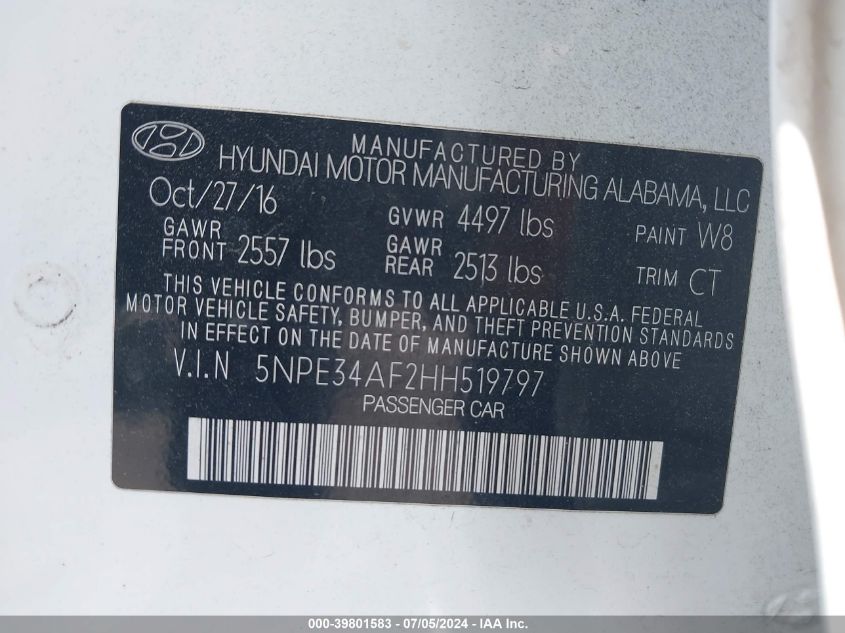 MANUFACTURED BY
HYUNDAI MOTOR MANUFACTURING ALABAMA, LLC
Oct/27/16
GVWR 4497 lbs
PAINT W8
GAWR
FRONT 2557 lbs
GAWR
REAR 2513 lbs
TRIM CT
THIS VEHICLE CONFORMS TO ALL APPLICABLE U.S.A. FEDERAL
MOTOR VEHICLE SAFETY, BUMPER, AND THEFT PREVENTION STANDARDS
IN EFFECT ON THE DATE OF MANUFACTURE SHOWN ABOVE
V.I.N 5NPE34AF2HH519797
PASSENGER CAR
000-39801583 - 07/05/2024 - IAA Inc.